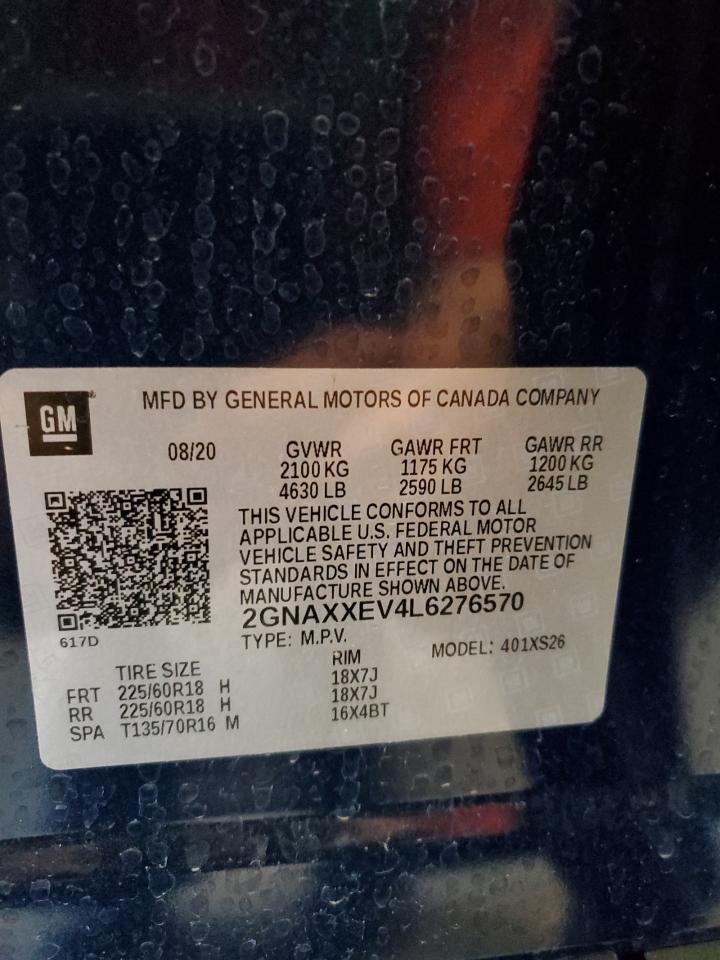 GM®
MFD BY GENERAL MOTORS OF CANADA COMPANY
08/20 GVWR GAWR FRT GAWR RR
2100 KG 1175 KG 1200 KG
4630 LB 2590 LB 2645 LB
THIS VEHICLE CONFORMS TO ALL
APPLICABLE U.S. FEDERAL MOTOR
VEHICLE SAFETY AND THEFT PREVENTION
STANDARDS IN EFFECT ON THE DATE OF
MANUFACTURE SHOWN ABOVE.
2GNAXXEV4L6276570
617D
TYPE: M.P.V. MODEL: 401XS26
TIRE SIZE RIM
FRT 225/60R18 H 18X7J
RR 225/60R18 H 18X7J
SPA T135/70R16 M 16X4BT